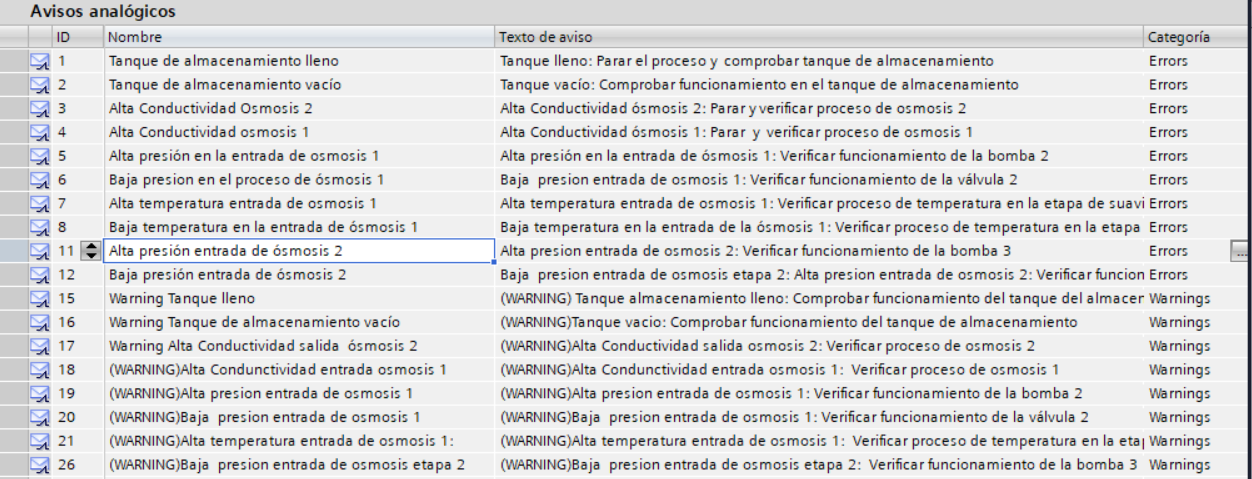 Avisos analógicos
ID Nombre Texto de aviso Categoría
1 Tanque de almacenamiento lleno Tanque lleno: Parar el proceso y comprobar tanque de almacenamiento Errors
2 Tanque de almacenamiento vacío Tanque vacío: Comprobar funcionamiento en el tanque de almacenamiento Errors
3 Alta Conductividad Osmosis 2 Alta Conductividad ósmosis 2: Parar y verificar proceso de osmosis 2 Errors
4 Alta Conductividad osmosis 1 Alta Conductividad ósmosis 1: Parar y verificar proceso de osmosis 1 Errors
5 Alta presión en la entrada de osmosis 1 Alta presión en la entrada de ósmosis 1: Verificar funcionamiento de la bomba 2 Errors
6 Baja presion en el proceso de ósmosis 1 Baja presion entrada de osmosis 1: Verificar funcionamiento de la válvula 2 Errors
7 Alta temperatura entrada de osmosis 1 Alta temperatura entrada de osmosis 1: Verificar proceso de temperatura en la etapa de suavi Errors
8 Baja temperatura en la entrada de ósmosis 1 Baja temperatura en la entrada de la ósmosis 1: Verificar proceso de temperatura en la etapa Errors
11 Alta presión entrada de ósmosis 2 Alta presion entrada de osmosis 2: Verificar funcionamiento de la bomba 3 Errors ...
12 Baja presión entrada de ósmosis 2 Baja presion entrada de osmosis etapa 2: Alta presion entrada de osmosis 2: Verificar funcion Errors
15 Warning Tanque lleno (WARNING) Tanque almacenamiento lleno: Comprobar funcionamiento del tanque del almacen Warnings
16 Warning Tanque de almacenamiento vacío (WARNING)Tanque vacio: Comprobar funcionamiento del tanque de almacenamiento Warnings
17 Warning Alta Conductividad salida ósmosis 2 (WARNING)Alta Conductividad salida osmosis 2: Verificar proceso de osmosis 2 Warnings
18 (WARNING)Alta Condunctividad entrada osmosis 1 (WARNING)Alta Condunctividad entrada osmosis 1: Verificar proceso de osmosis 1 Warnings
19 (WARNING)Alta presion entrada de osmosis 1 (WARNING)Alta presion entrada de osmosis 1: Verificar funcionamiento de la bomba 2 Warnings
20 (WARNING)Baja presion entrada de osmosis 1 (WARNING)Baja presion entrada de osmosis 1: Verificar funcionamiento de la válvula 2 Warnings
21 (WARNING)Alta temperatura entrada de osmosis 1: (WARNING)Alta temperatura entrada de osmosis 1: Verificar proceso de temperatura en la eta Warnings
26 (WARNING)Baja presion entrada de osmosis etapa 2 (WARNING)Baja presion entrada de osmosis etapa 2: Verificar funcionamiento de la bomba 3 Warnings